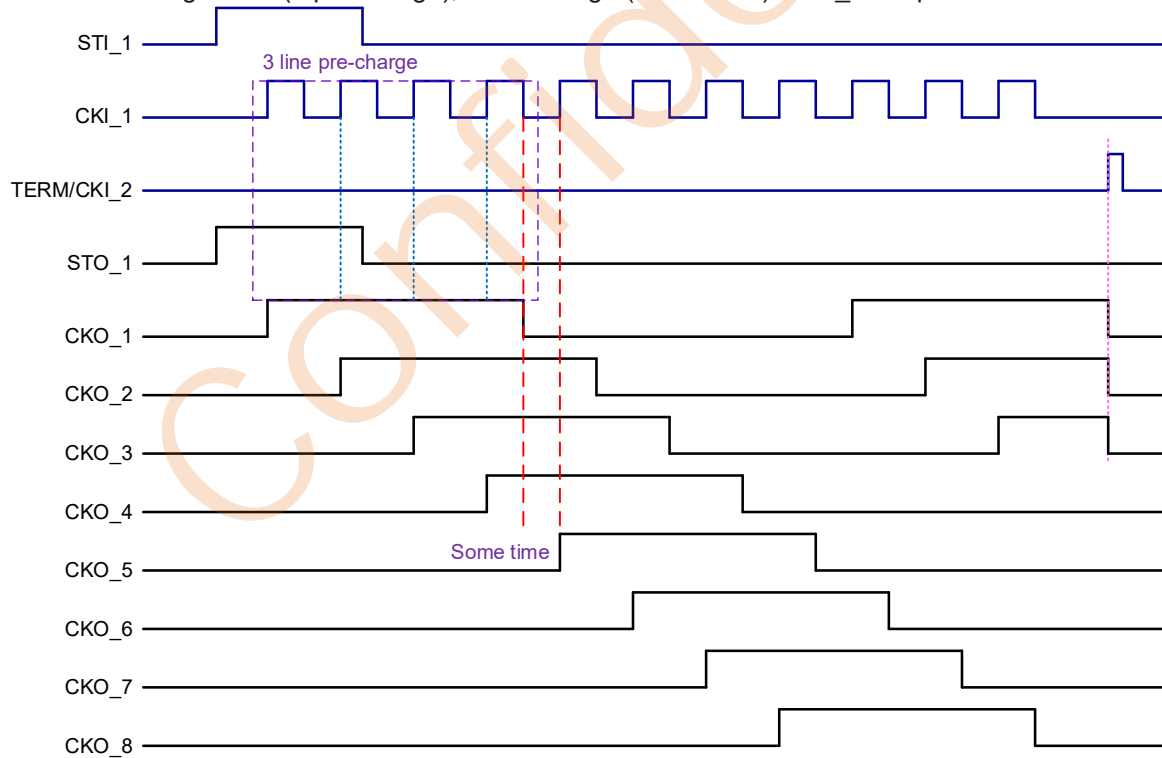 STI_1
3 line pre-charge
CKI_1
TERM/CKI_2
STO_1
CKO_1
CKO_2
CKO_3
CKO_4
Some time
CKO_5
CKO_6
CKO_7
CKO_8
Confide